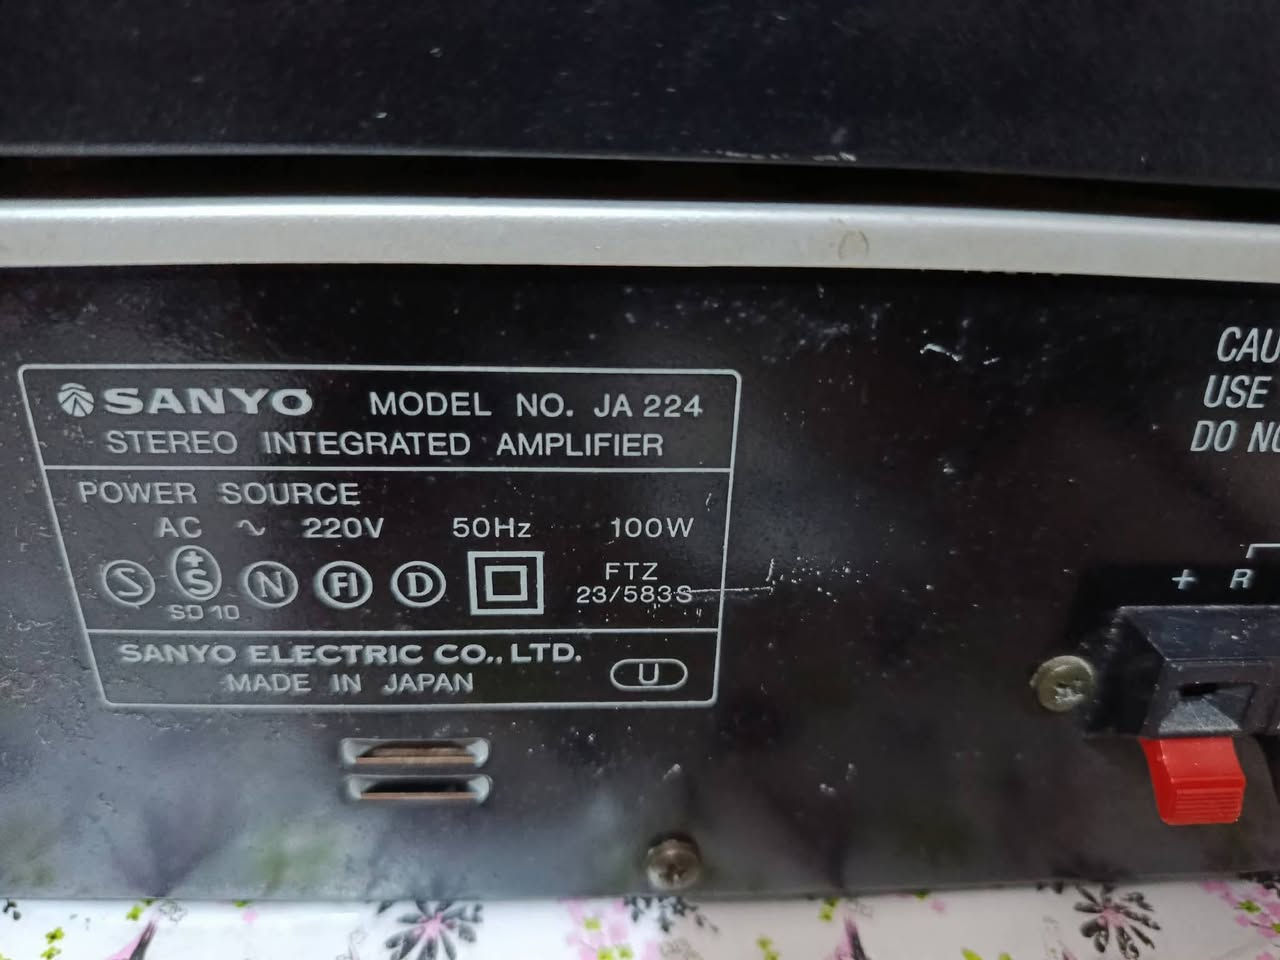 SANYO MODEL NO. JA 224
STEREO INTEGRATED AMPLIFIER
POWER SOURCE
AC ~ 220V 50Hz 100W
S +S N FI D FTZ
SD 10 23/583S
SANYO ELECTRIC CO., LTD.
MADE IN JAPAN U
CAU
USE
DO NO
+ R